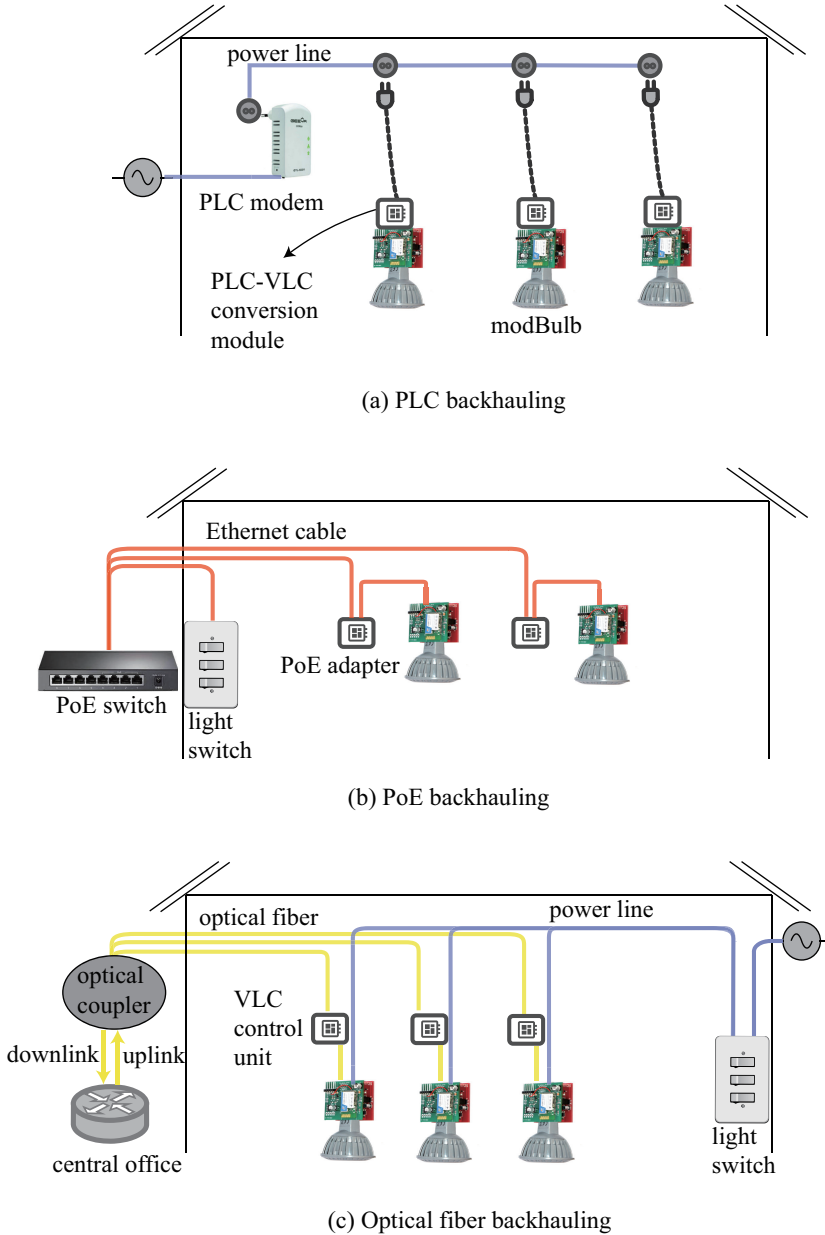 power line
PLC modem
PLC-VLC
conversion
module
modBulb
(a) PLC backhauling
Ethernet cable
PoE adapter
PoE switch
light
switch
(b) PoE backhauling
optical fiber
power line
optical
coupler
VLC
control
unit
downlink
uplink
central office
light
switch
(c) Optical fiber backhauling